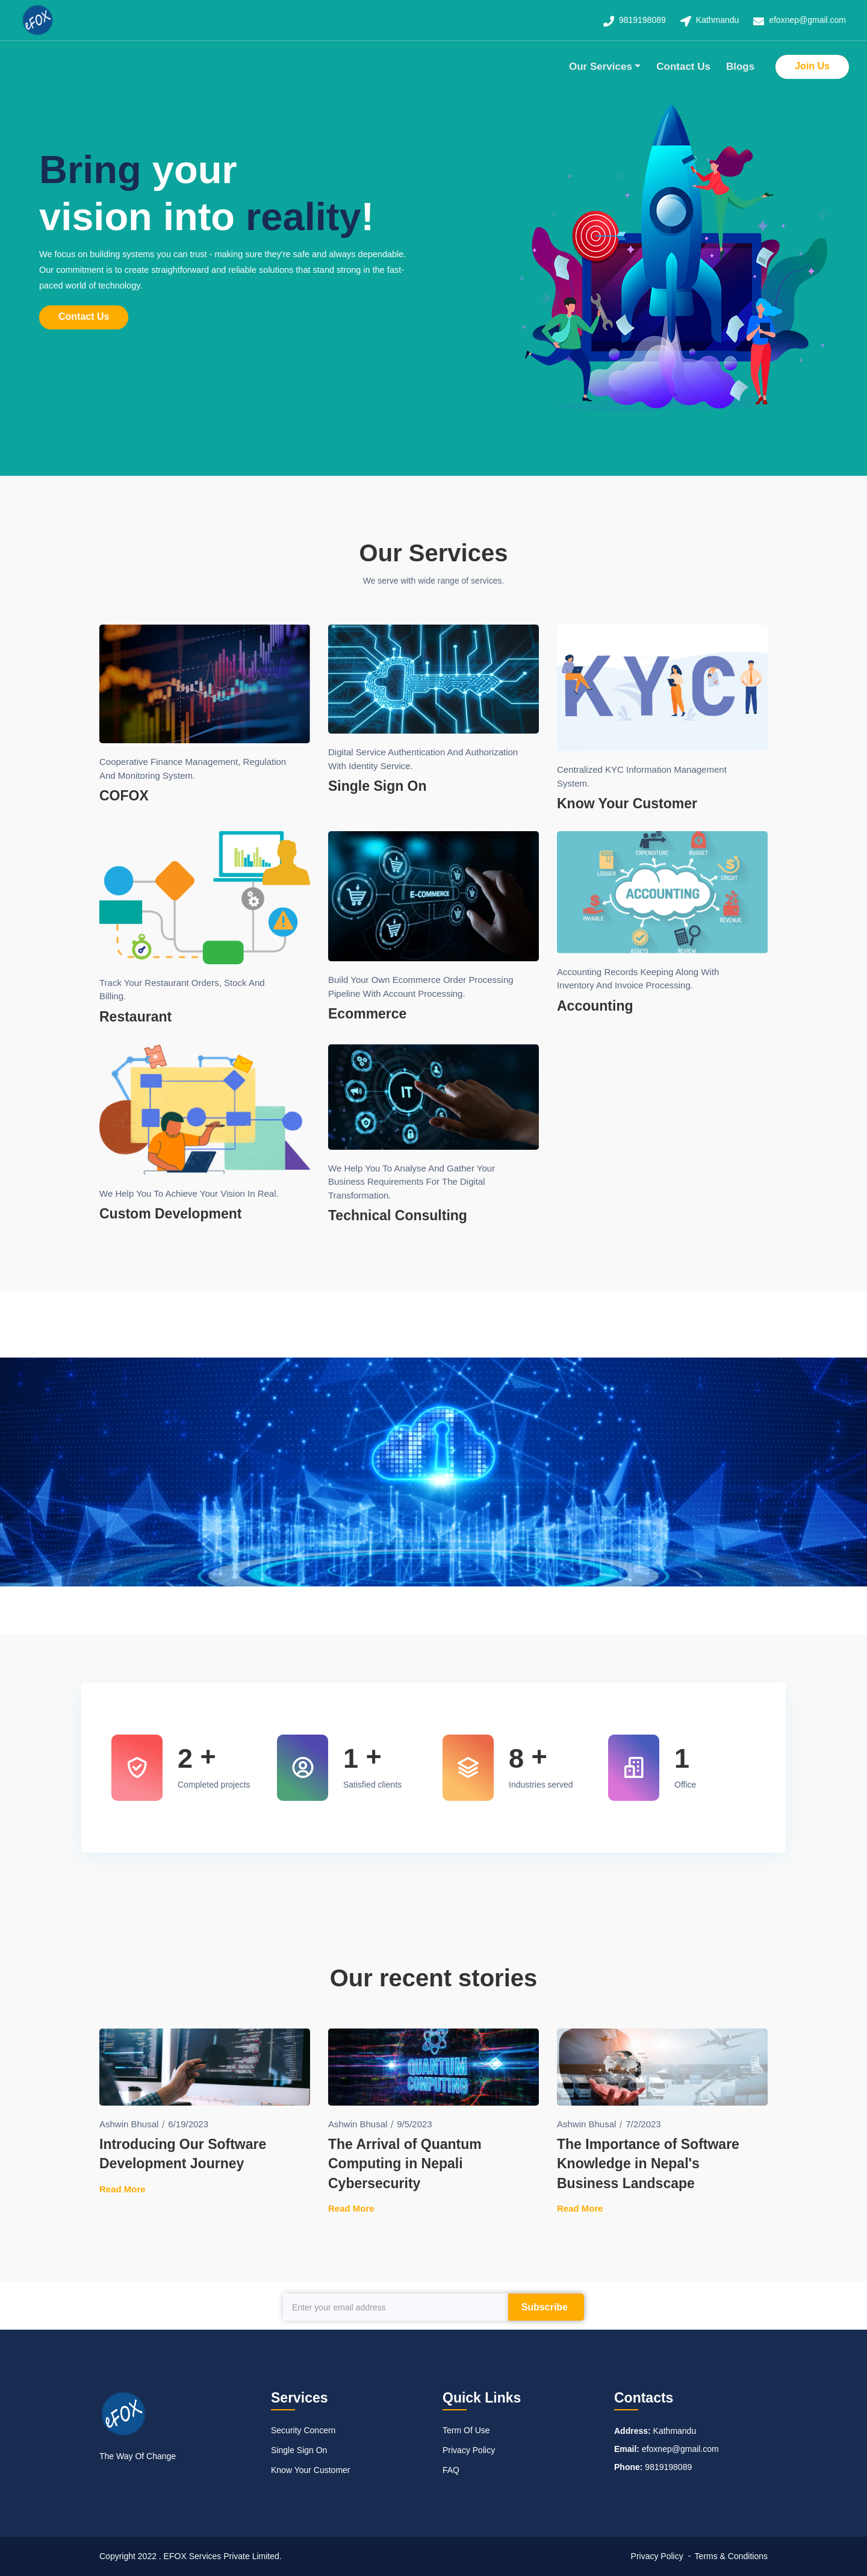 eFOX
9819198089
Kathmandu
efoxnep@gmail.com
Our Services
Contact Us
Blogs
Join Us
Bring your
vision into reality!
We focus on building systems you can trust - making sure they're safe and always dependable.
Our commitment is to create straightforward and reliable solutions that stand strong in the fast-
paced world of technology.
Contact Us
Our Services
We serve with wide range of services.
Cooperative Finance Management, Regulation
And Monitoring System.
COFOX
Digital Service Authentication And Authorization
With Identity Service.
Single Sign On
KYC
Centralized KYC Information Management
System.
Know Your Customer
Track Your Restaurant Orders, Stock And
Billing.
Restaurant
E-COMMERCE
Build Your Own Ecommerce Order Processing
Pipeline With Account Processing.
Ecommerce
EXPENDITURE
BUDGET
LEDGER
CREDIT
ACCOUNTING
PAYABLE
REVENUE
ASSETS
REVIEW
Accounting Records Keeping Along With
Inventory And Invoice Processing.
Accounting
We Help You To Achieve Your Vision In Real.
Custom Development
IT
We Help You To Analyse And Gather Your
Business Requirements For The Digital
Transformation.
Technical Consulting
2 +
Completed projects
1 +
Satisfied clients
8 +
Industries served
1
Office
Our recent stories
Ashwin Bhusal / 6/19/2023
Introducing Our Software
Development Journey
Read More
QUANTUM
COMPUTING
Ashwin Bhusal / 9/5/2023
The Arrival of Quantum
Computing in Nepali
Cybersecurity
Read More
Ashwin Bhusal / 7/2/2023
The Importance of Software
Knowledge in Nepal's
Business Landscape
Read More
Enter your email address
Subscribe
eFOX
The Way Of Change
Services
Security Concern
Single Sign On
Know Your Customer
Quick Links
Term Of Use
Privacy Policy
FAQ
Contacts
Address: Kathmandu
Email: efoxnep@gmail.com
Phone: 9819198089
Copyright 2022 . EFOX Services Private Limited.
Privacy Policy - Terms & Conditions